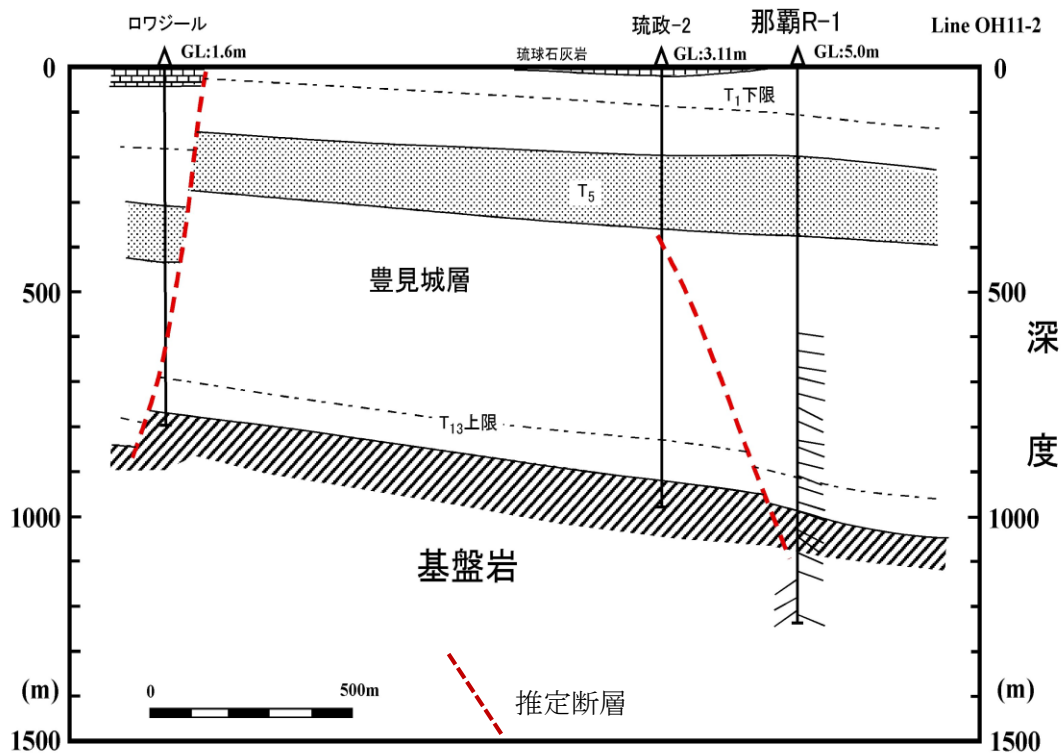 ロワジール
琉政-2
那覇R-1
Line OH11-2
GL:1.6m
琉球石灰岩
GL:3.11m
GL:5.0m
0
0
T1下限
T5
豊見城層
500
500
深
度
T13上限
1000
1000
基盤岩
(m)
0
500m
推定断層
(m)
1500
1500